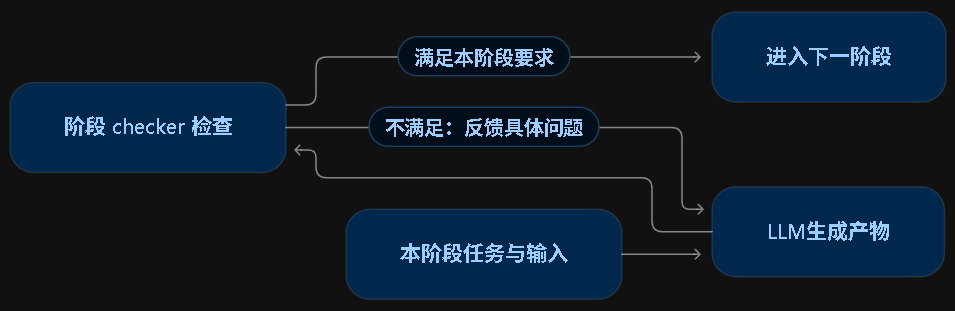 满足本阶段要求
进入下一阶段
阶段 checker 检查
不满足：反馈具体问题
LLM生成产物
本阶段任务与输入